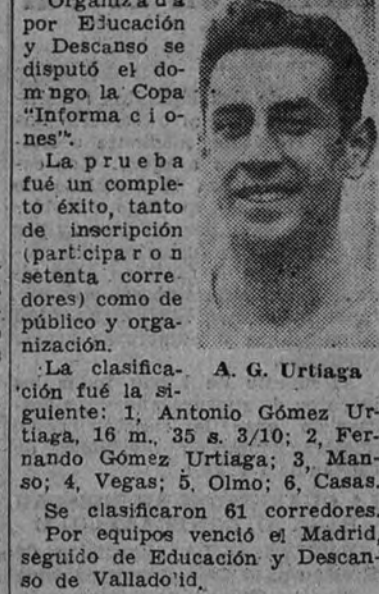 Organizada
por Educación
y Descanso se
disputó el do-
mingo la Copa
"Informacio-
nes".
La prueba
fué un comple-
to éxito, tanto
de inscripción
(participaron
setenta corre-
dores) como de
público y orga-
nización.
La clasifica-
ción fué la si-
guiente: 1, Antonio Gómez Ur-
tiaga, 16 m., 35 s. 3/10; 2, Fer-
nando Gómez Urtiaga; 3, Man-
so; 4, Vegas; 5, Olmo; 6, Casas.
Se clasificaron 61 corredores.
Por equipos venció el Madrid,
seguido de Educación y Descan-
so de Valladolid.
A. G. Urtiaga